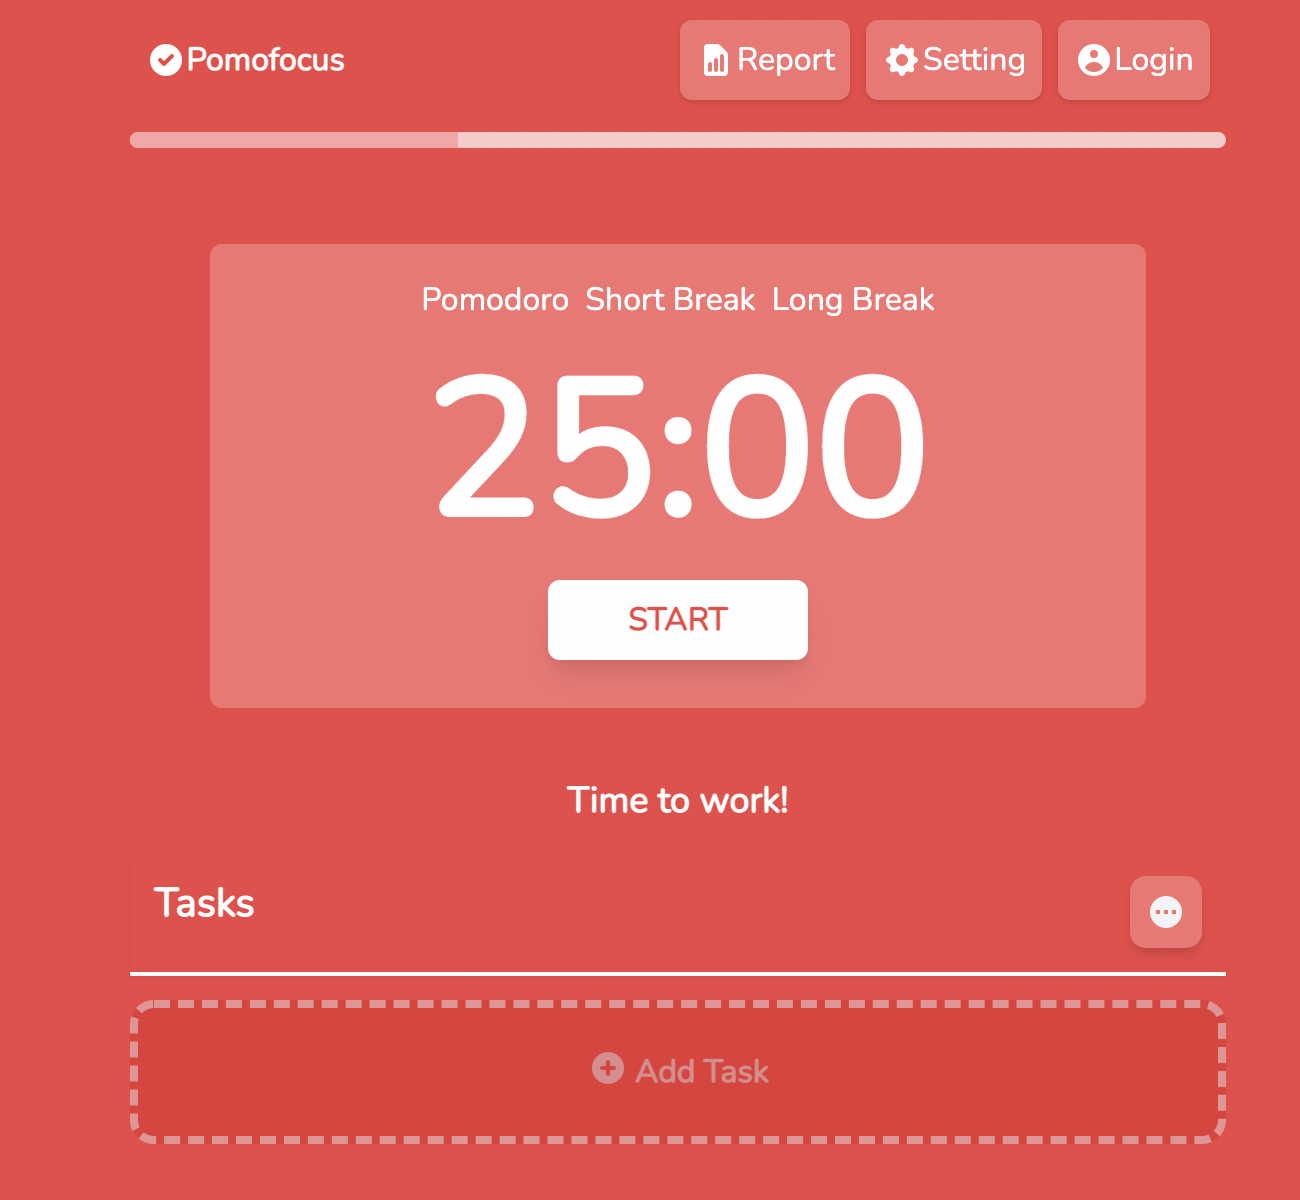 Pomofocus Report Setting Login
Pomodoro Short Break Long Break
25:00
START
Time to work!
Tasks
Add Task